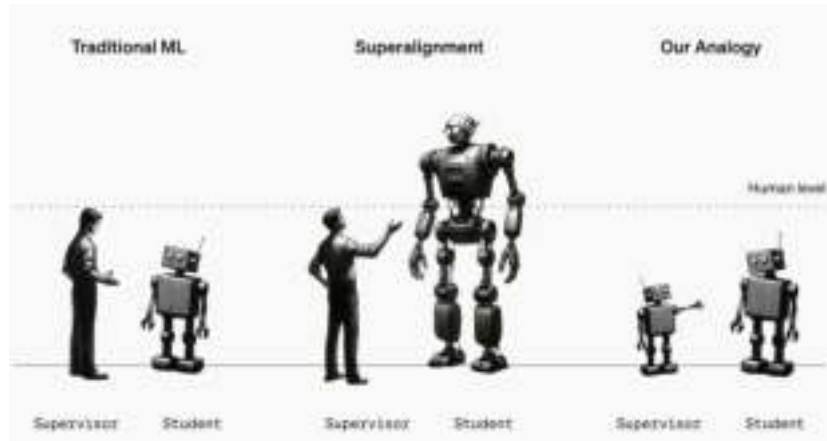 Traditional ML
Superalignment
Our Analogy
Human level
Supervisor
Student
Supervisor
Student
Supervisor
Student